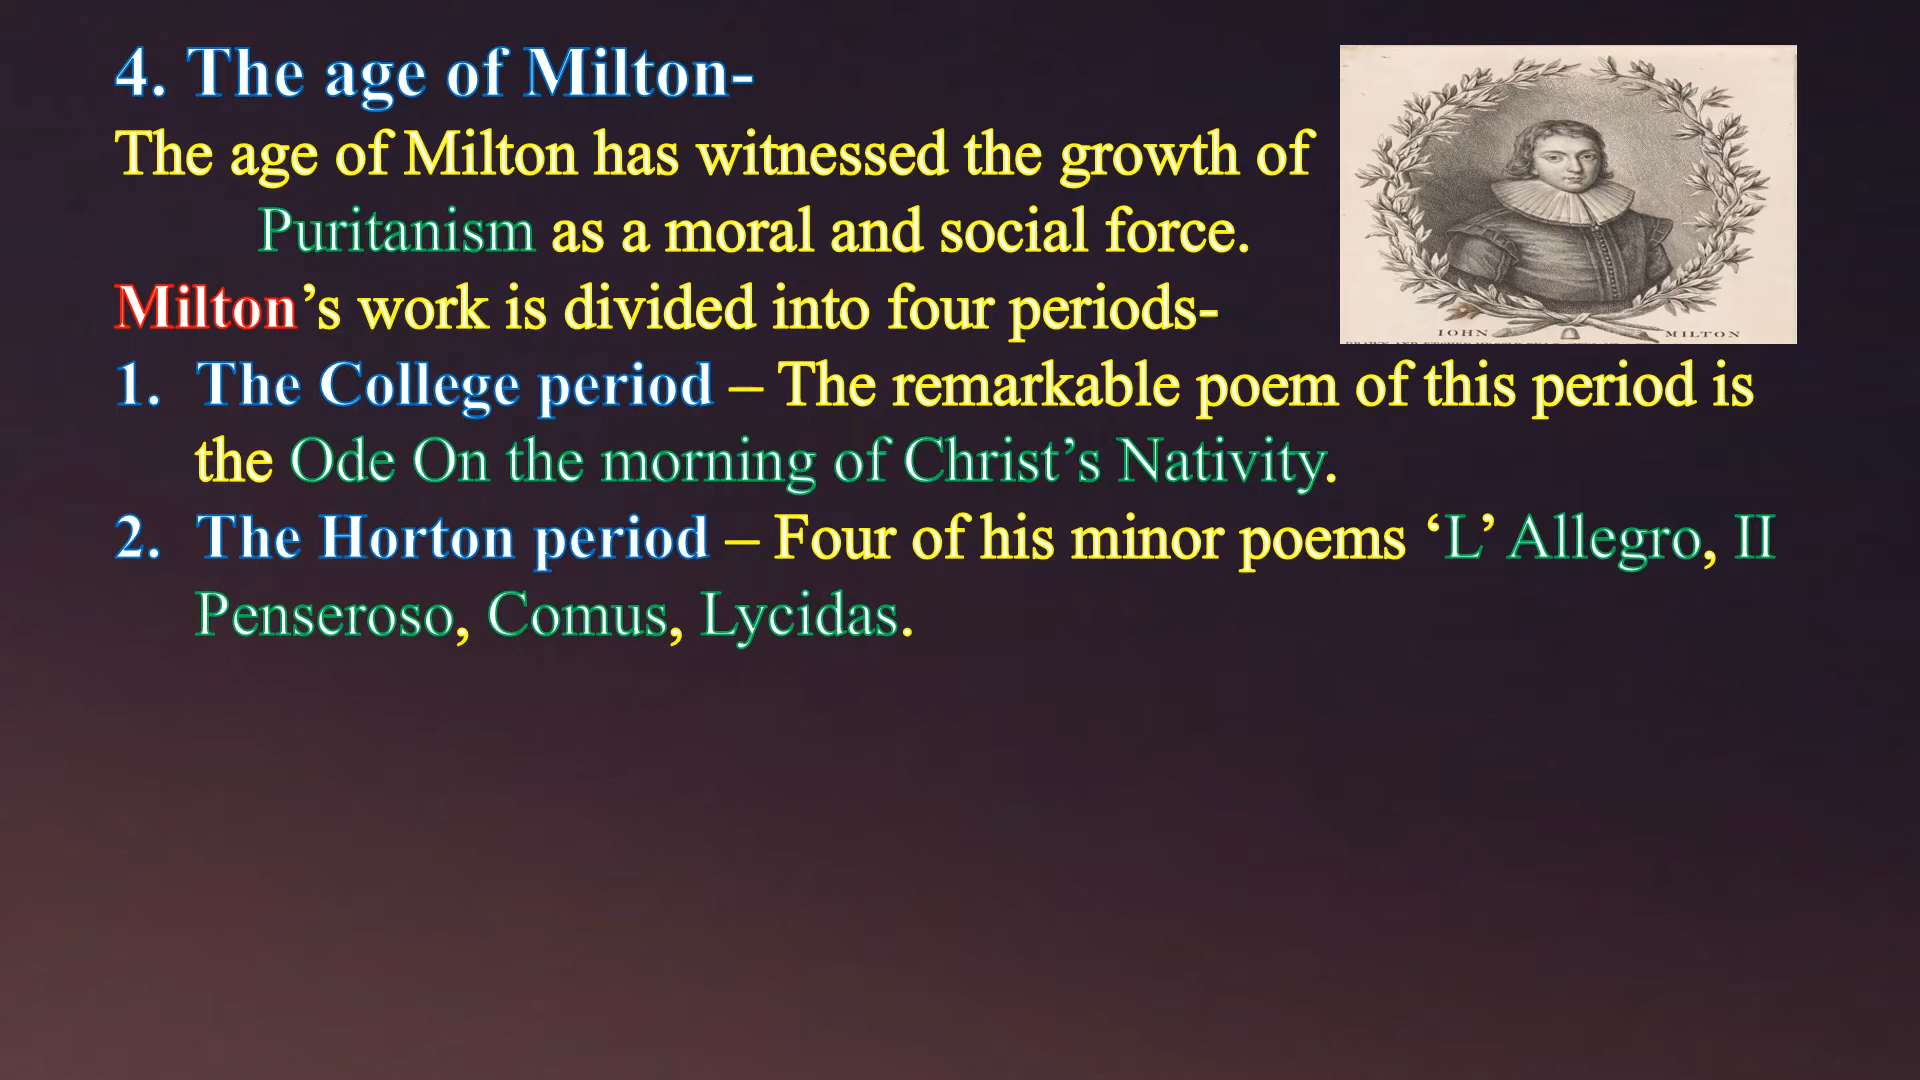 4. The age of Milton-
The age of Milton has witnessed the growth of
Puritanism as a moral and social force.
Milton’s work is divided into four periods-
IOHN MILTON
1. The College period – The remarkable poem of this period is
the Ode On the morning of Christ’s Nativity.
2. The Horton period – Four of his minor poems ‘L’ Allegro, II
Penseroso, Comus, Lycidas.